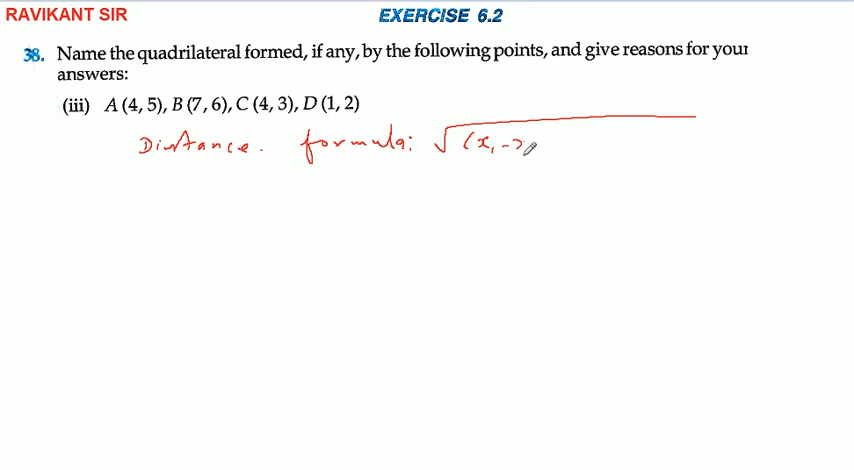 RAVIKANT SIR
EXERCISE 6.2
38. Name the quadrilateral formed, if any, by the following points, and give reasons for your
answers:
(iii) A (4, 5), B (7, 6), C (4, 3), D (1, 2)
Distance. formula: √(x₁ -